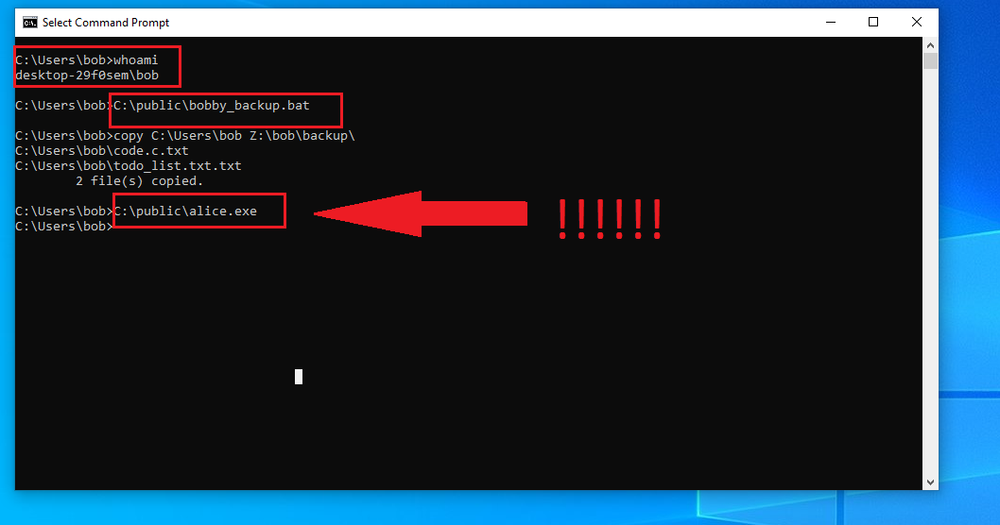 Select Command Prompt
C:\Users\bob>whoami
desktop-29f0sem\bob
C:\Users\bob>C:\public\bobby_backup.bat
C:\Users\bob>copy C:\Users\bob Z:\bob\backup\
C:\Users\bob\code.c.txt
C:\Users\bob\todo_list.txt.txt
2 file(s) copied.
C:\Users\bob>C:\public\alice.exe
!!!!!!
C:\Users\bob>